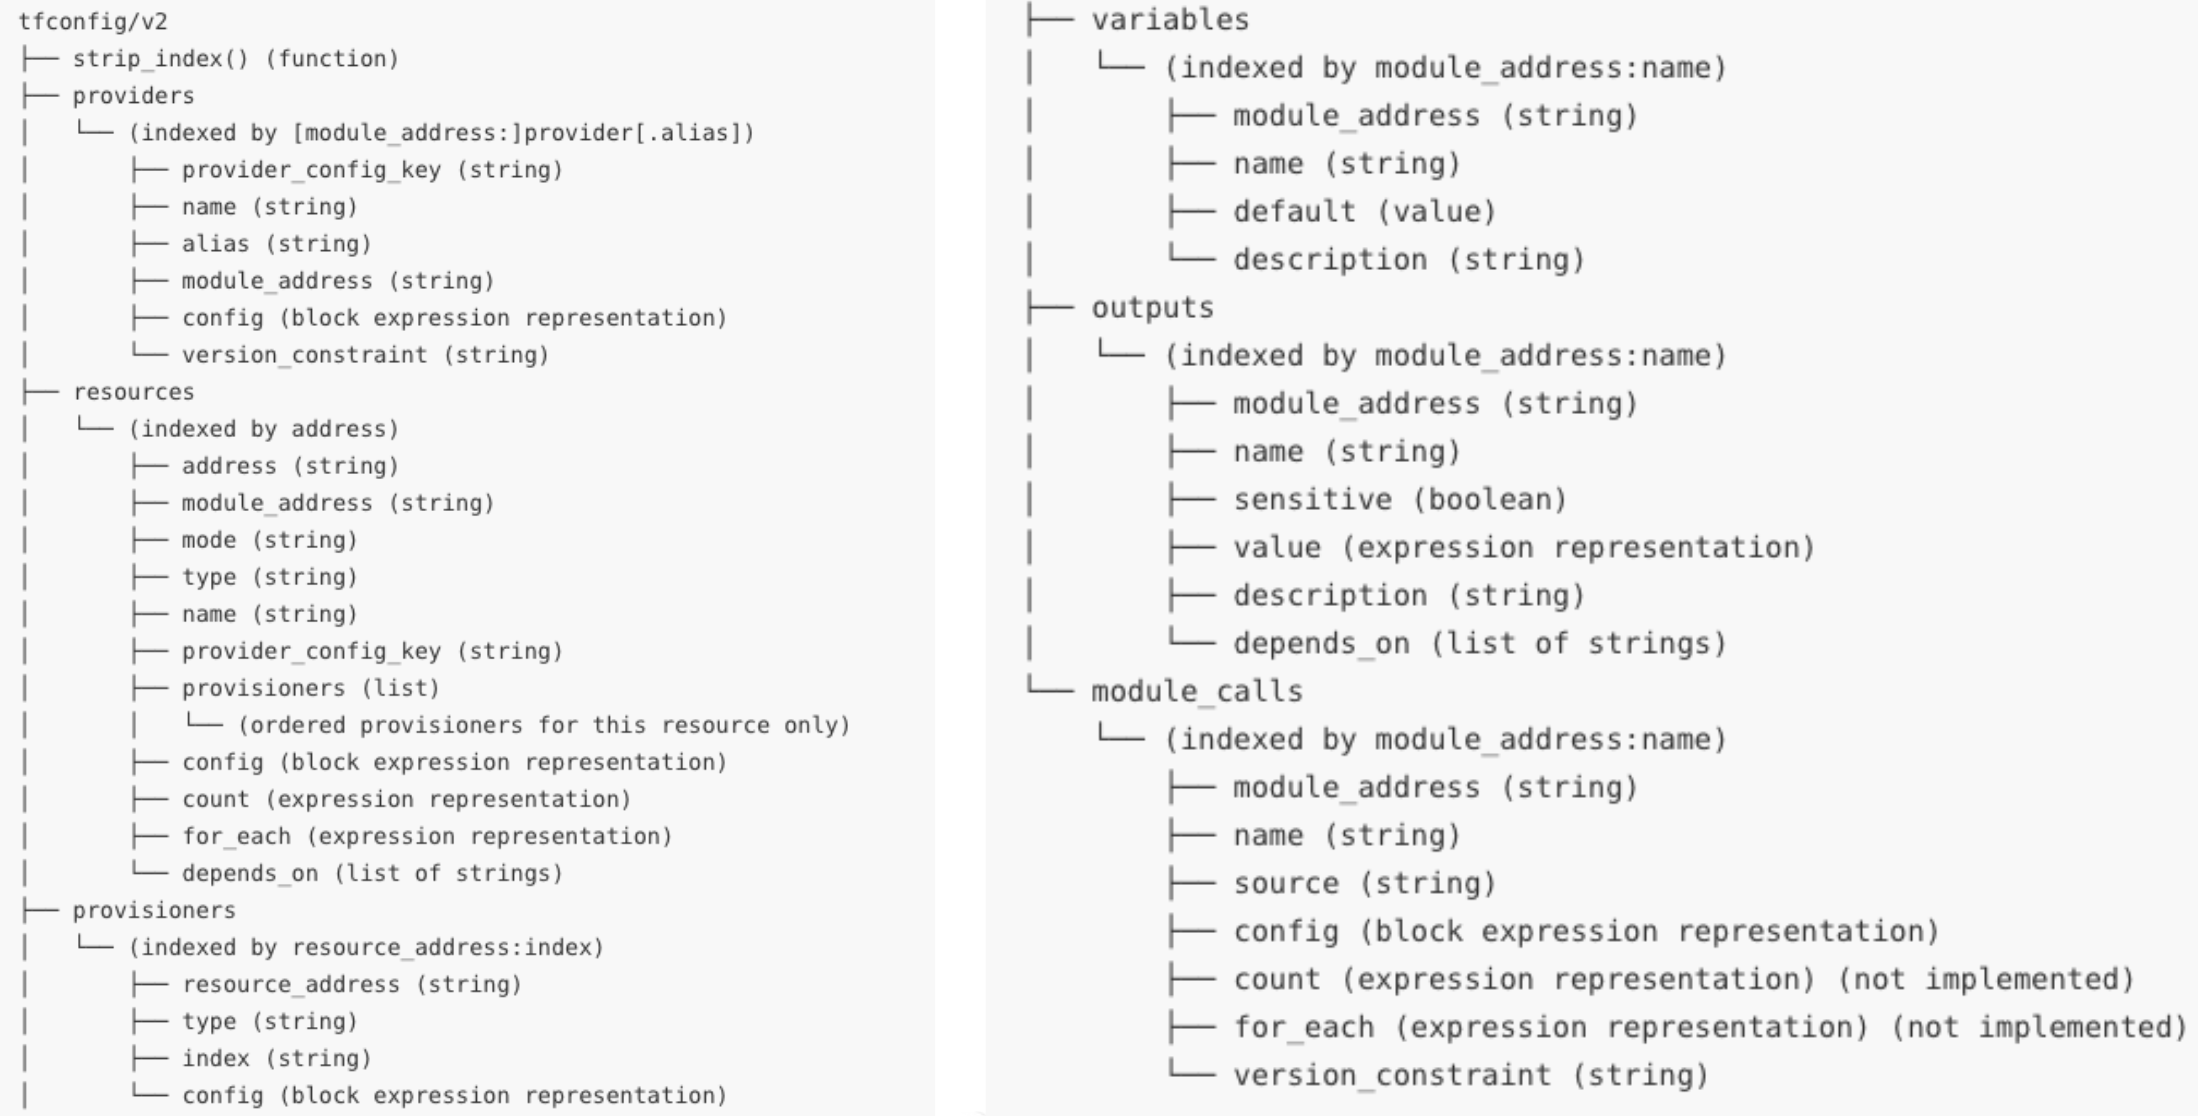 tfconfig/v2
├── strip_index() (function)
├── providers
│   └── (indexed by [module_address:]provider[.alias])
│       ├── provider_config_key (string)
│       ├── name (string)
│       ├── alias (string)
│       ├── module_address (string)
│       ├── config (block expression representation)
│       └── version_constraint (string)
├── resources
│   └── (indexed by address)
│       ├── address (string)
│       ├── module_address (string)
│       ├── mode (string)
│       ├── type (string)
│       ├── name (string)
│       ├── provider_config_key (string)
│       ├── provisioners (list)
│       │   └── (ordered provisioners for this resource only)
│       ├── config (block expression representation)
│       ├── count (expression representation)
│       ├── for_each (expression representation)
│       └── depends_on (list of strings)
├── provisioners
│   └── (indexed by resource_address:index)
│       ├── resource_address (string)
│       ├── type (string)
│       ├── index (string)
│       └── config (block expression representation)
├── variables
│   └── (indexed by module_address:name)
│       ├── module_address (string)
│       ├── name (string)
│       ├── default (value)
│       └── description (string)
├── outputs
│   └── (indexed by module_address:name)
│       ├── module_address (string)
│       ├── name (string)
│       ├── sensitive (boolean)
│       ├── value (expression representation)
│       ├── description (string)
│       └── depends_on (list of strings)
└── module_calls
    └── (indexed by module_address:name)
        ├── module_address (string)
        ├── name (string)
        ├── source (string)
        ├── config (block expression representation)
        ├── count (expression representation) (not implemented)
        ├── for_each (expression representation) (not implemented)
        └── version_constraint (string)